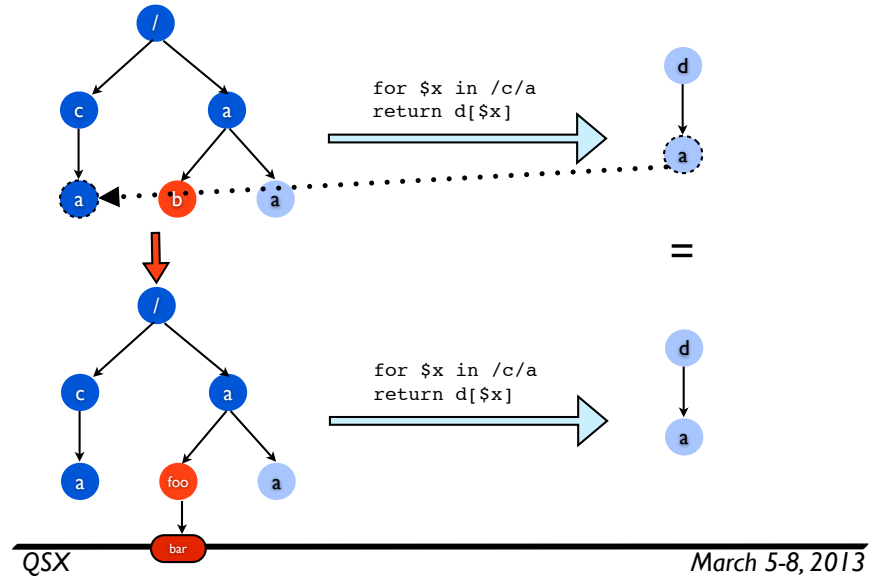 /
c a
for $x in /c/a
return d[$x]
d
a
a b a
=
/
c a
for $x in /c/a
return d[$x]
d
a
a foo a
bar
QSX March 5-8, 2013